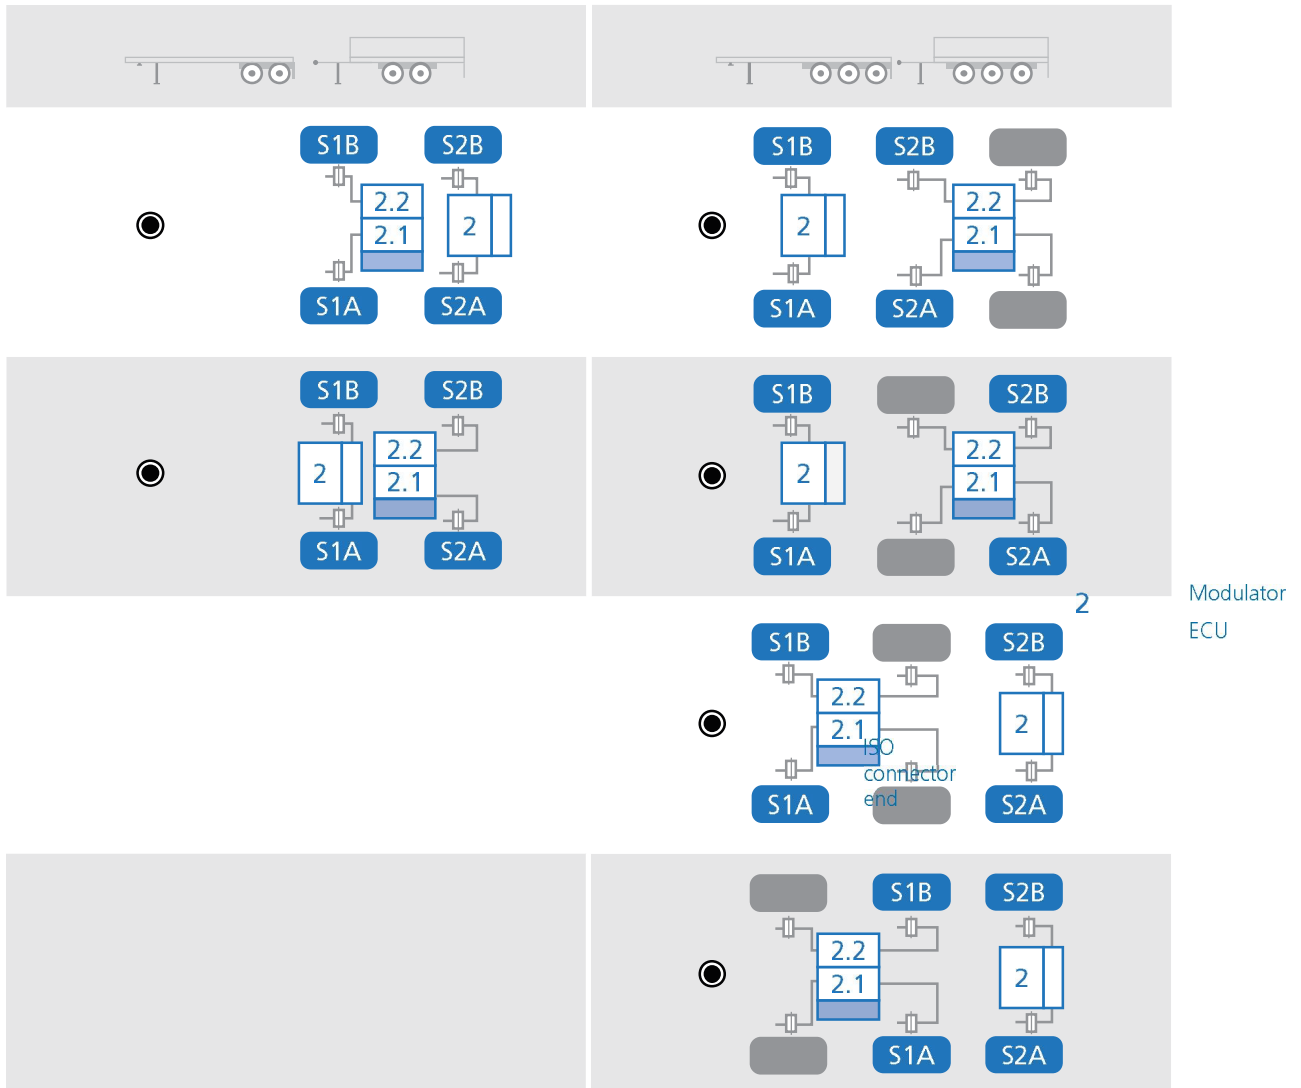 S1B S2B S1B S2B
2.2 2.2
2.1 2 2 2.1
S1A S2A S1A S2A
S1B S2B S1B S2B
2.2 2.2
2 2.1 2 2.1
S1A S2A S1A S2A
2 Modulator
ECU
S1B S2B
2.2
2.1 2
ISO
connector
end
S1A S2A
S1B S2B
2.2
2.1 2
S1A S2A